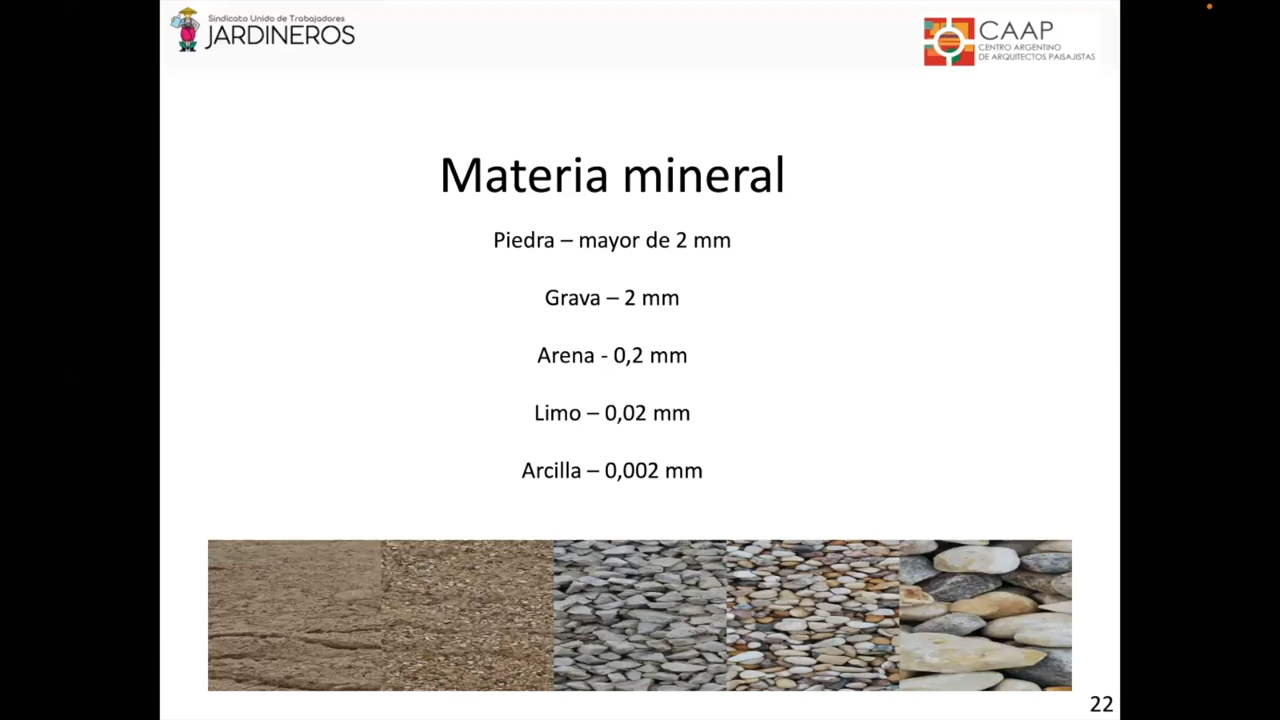 Sindicato Unido de Trabajadores
JARDINEROS
CAAP
CENTRO ARGENTINO
DE ARQUITECTOS PAISAJISTAS
Materia mineral
Piedra – mayor de 2 mm
Grava – 2 mm
Arena - 0,2 mm
Limo – 0,02 mm
Arcilla – 0,002 mm
22